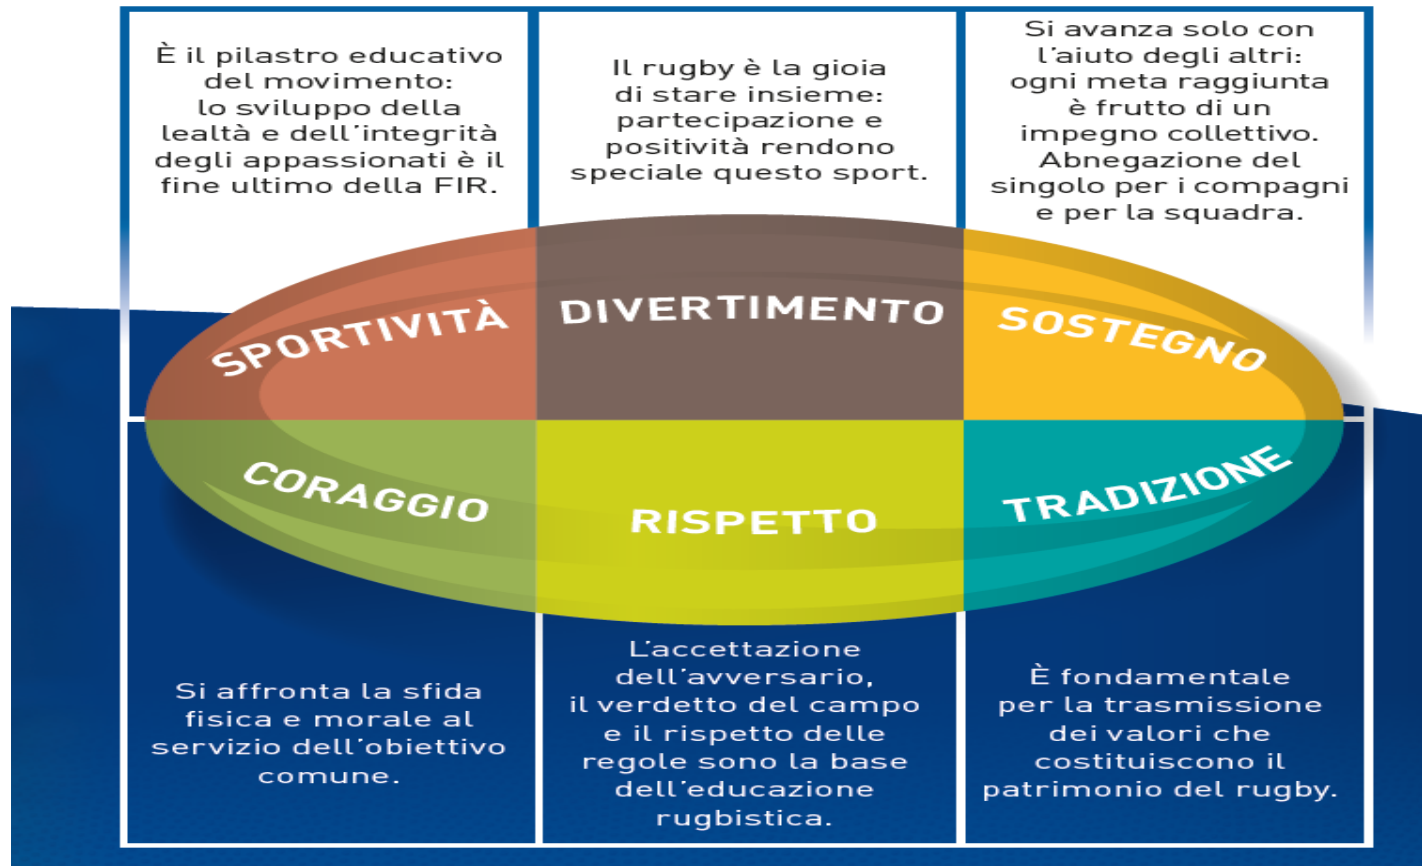 È il pilastro educativo
del movimento:
lo sviluppo della
lealtà e dell'integrità
degli appassionati è il
fine ultimo della FIR.
Il rugby è la gioia
di stare insieme:
partecipazione e
positività rendono
speciale questo sport.
Si avanza solo con
l'aiuto degli altri:
ogni meta raggiunta
è frutto di un
impegno collettivo.
Abnegazione del
singolo per i compagni
e per la squadra.
SPORTIVITÀ
DIVERTIMENTO
SOSTEGNO
CORAGGIO
RISPETTO
TRADIZIONE
Si affronta la sfida
fisica e morale al
servizio dell'obiettivo
comune.
L'accettazione
dell'avversario,
il verdetto del campo
e il rispetto delle
regole sono la base
dell'educazione
rugbistica.
È fondamentale
per la trasmissione
dei valori che
costituiscono il
patrimonio del rugby.